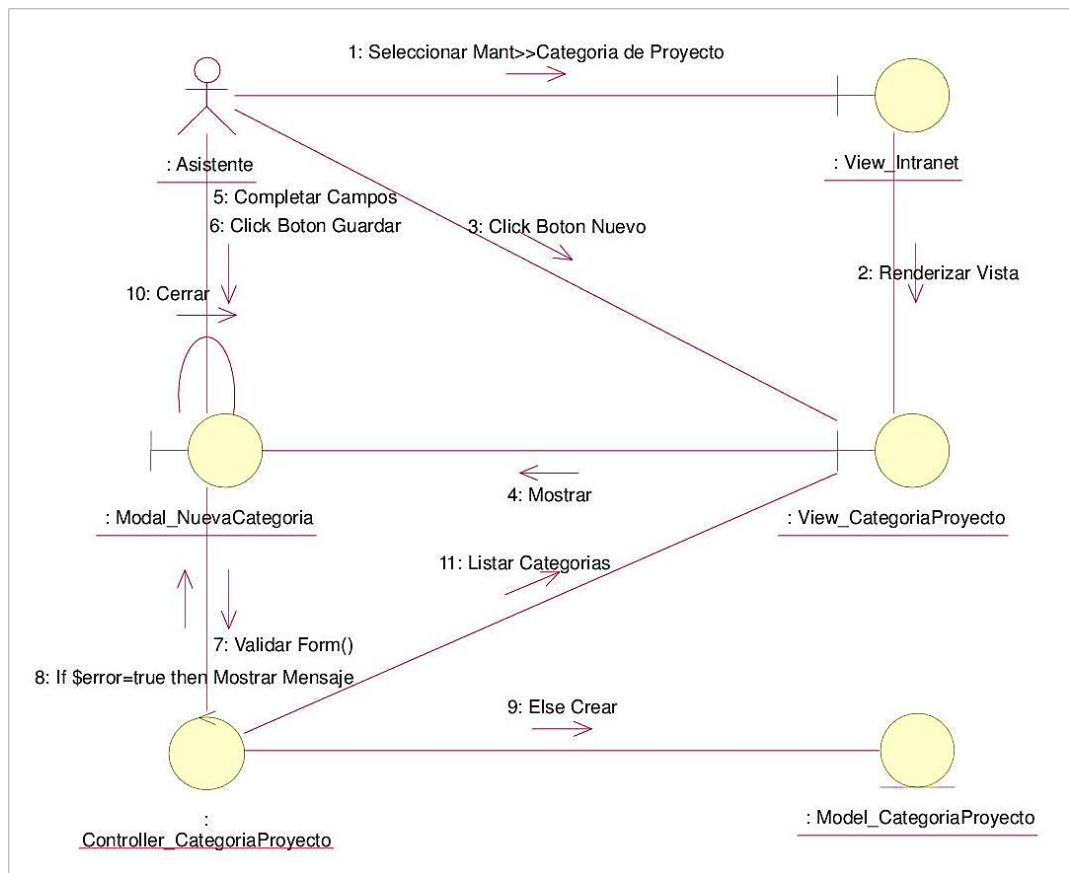 1: Seleccionar Mant>>Categoria de Proyecto
: Asistente
: View_Intranet
5: Completar Campos
6: Click Boton Guardar
3: Click Boton Nuevo
2: Renderizar Vista
10: Cerrar
4: Mostrar
: Modal_NuevaCategoria
: View_CategoriaProyecto
11: Listar Categorias
7: Validar Form()
8: If $error=true then Mostrar Mensaje
9: Else Crear
:
Controller_CategoriaProyecto
: Model_CategoriaProyecto